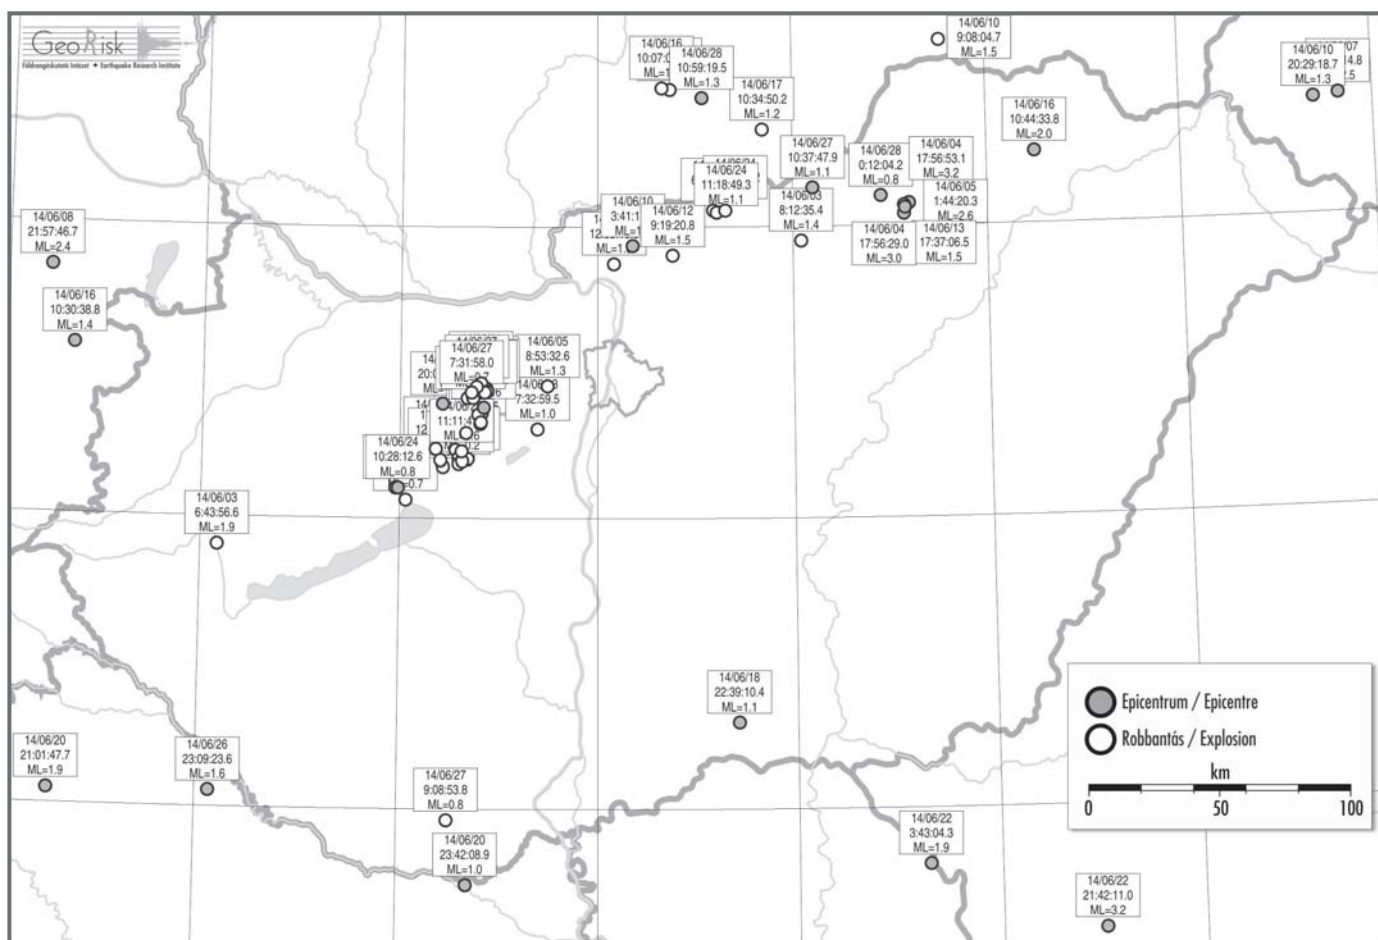 GeoRisk
Földrengéskutató Intézet ✦ Earthquake Research Institute
14/06/10
9:08:04.7
ML=1.5
14/06/16
14/06/28
10:59:19.5
ML=1.3
14/06/17
10:34:50.2
ML=1.2
14/06/10
20:29:18.7
ML=1.3
14/06/16
10:44:33.8
ML=2.0
14/06/27
10:37:47.9
ML=1.1
14/06/28
0:12:04.2
ML=0.8
14/06/04
17:56:53.1
ML=3.2
14/06/05
1:44:20.3
ML=2.6
14/06/04
17:56:29.0
ML=3.0
14/06/13
17:37:06.5
ML=1.5
14/06/24
11:18:49.3
ML=1.1
14/06/03
8:12:35.4
ML=1.4
14/06/10
14/06/12
9:19:20.8
ML=1.5
14/06/08
21:57:46.7
ML=2.4
14/06/16
10:30:38.8
ML=1.4
14/06/27
7:31:58.0
14/06/05
8:53:32.6
ML=1.3
7:32:59.5
ML=1.0
14/06/24
10:28:12.6
ML=0.8
14/06/03
6:43:56.6
ML=1.9
14/06/18
22:39:10.4
ML=1.1
14/06/20
21:01:47.7
ML=1.9
14/06/26
23:09:23.6
ML=1.6
14/06/27
9:08:53.8
ML=0.8
14/06/20
23:42:08.9
ML=1.0
14/06/22
3:43:04.3
ML=1.9
14/06/22
21:42:11.0
ML=3.2
Epicentrum / Epicentre
Robbantás / Explosion
km
0 50 100